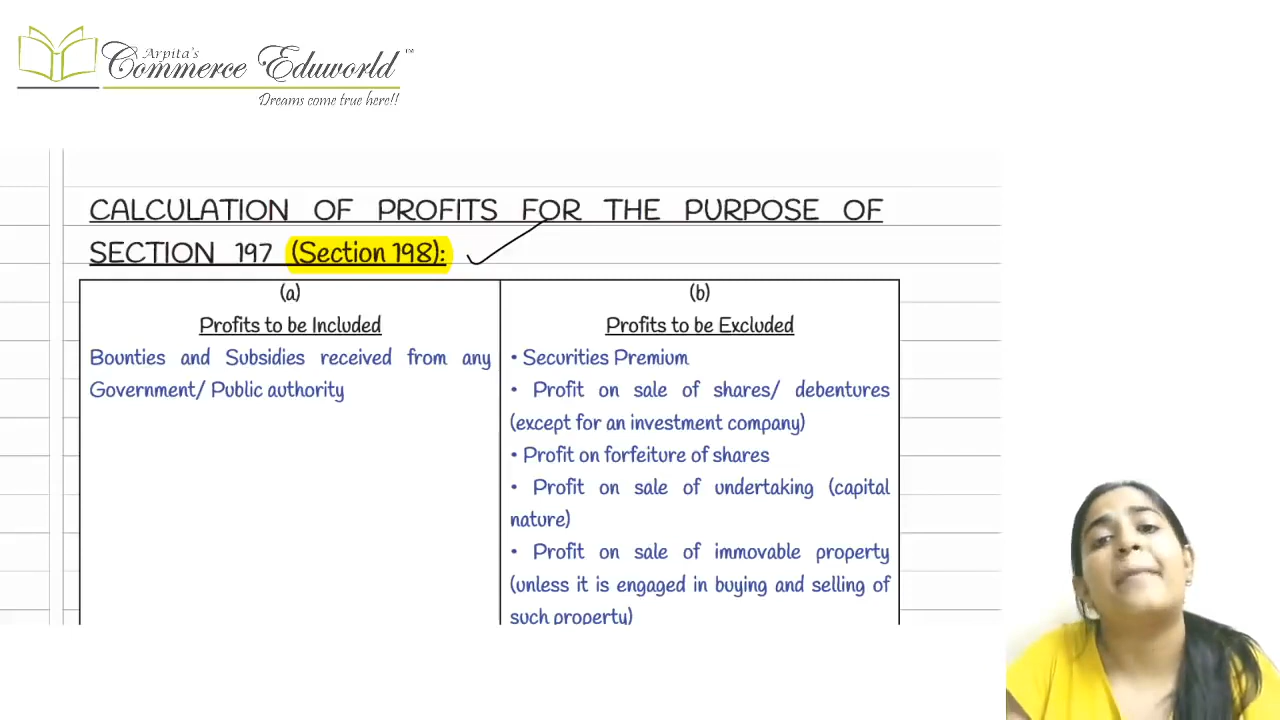 Arpita's
Commerce Eduworld™
Dreams come true here!!
CALCULATION OF PROFITS FOR THE PURPOSE OF
SECTION 197 (Section 198):
(a)
Profits to be Included
Bounties and Subsidies received from any
Government/ Public authority
(b)
Profits to be Excluded
• Securities Premium
• Profit on sale of shares/ debentures
(except for an investment company)
• Profit on forfeiture of shares
• Profit on sale of undertaking (capital
nature)
• Profit on sale of immovable property
(unless it is engaged in buying and selling of
such property)